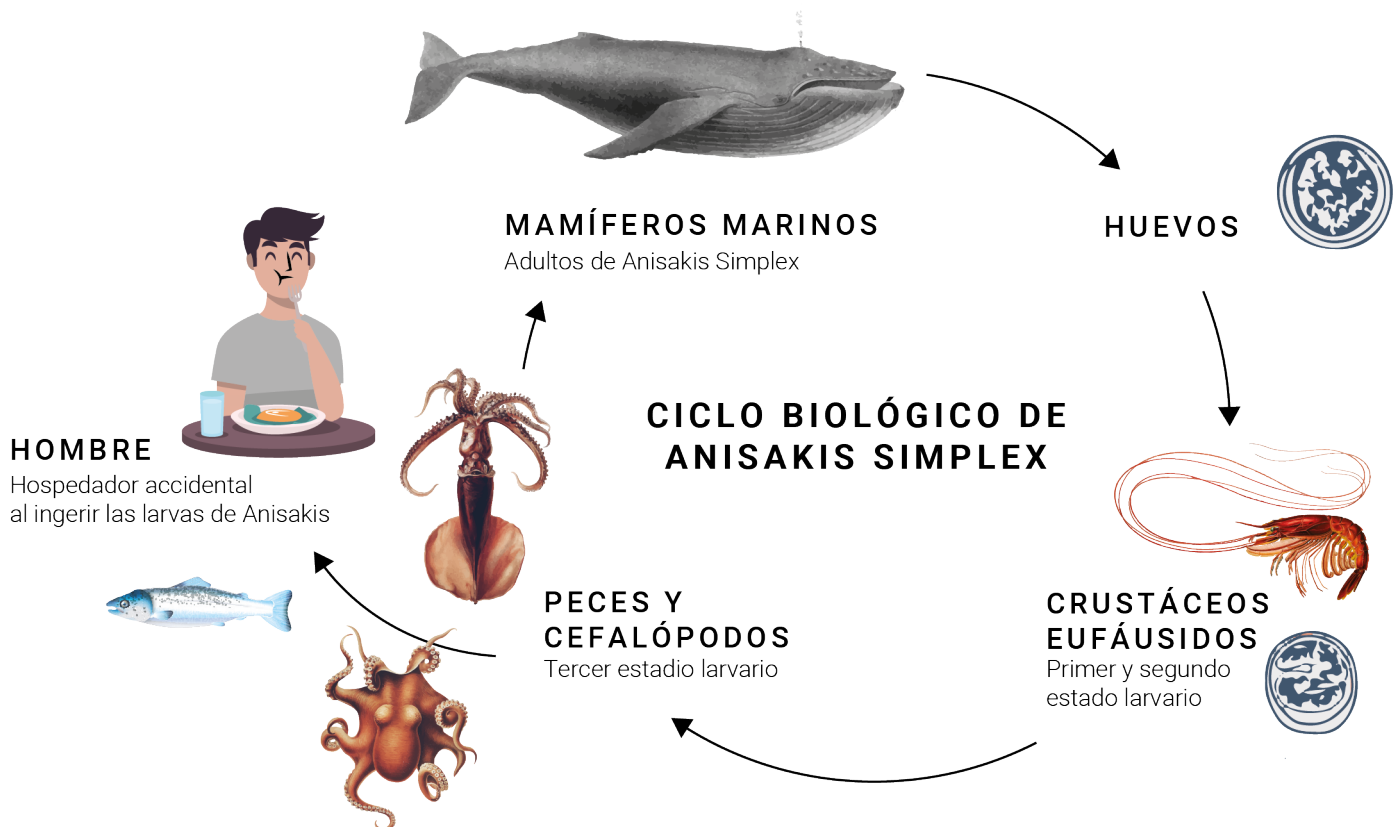 MAMÍFEROS MARINOS
Adultos de Anisakis Simplex
HUEVOS
CICLO BIOLÓGICO DE
ANISAKIS SIMPLEX
HOMBRE
Hospedador accidental
al ingerir las larvas de Anisakis
PECES Y
CEFALÓPODOS
Tercer estadio larvario
CRUSTÁCEOS
EUFÁUSIDOS
Primer y segundo
estado larvario